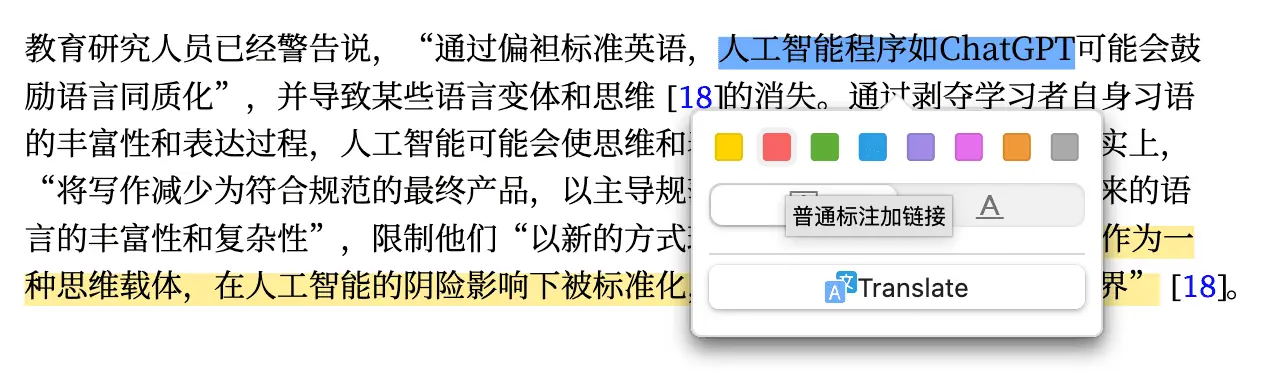 教育研究人员已经警告说，“通过偏袒标准英语，人工智能程序如ChatGPT可能会鼓
励语言同质化”，并导致某些语言变体和思维 [18]的消失。通过剥夺学习者自身习语
的丰富性和表达过程，人工智能可能会使思维和 实上，
“将写作减少为符合规范的最终产品，以主导规 来的语
言的丰富性和复杂性”，限制他们“以新的方式 作为一
种思维载体，在人工智能的阴险影响下被标准化， 界” [18]。
A
普通标注加链接
Translate